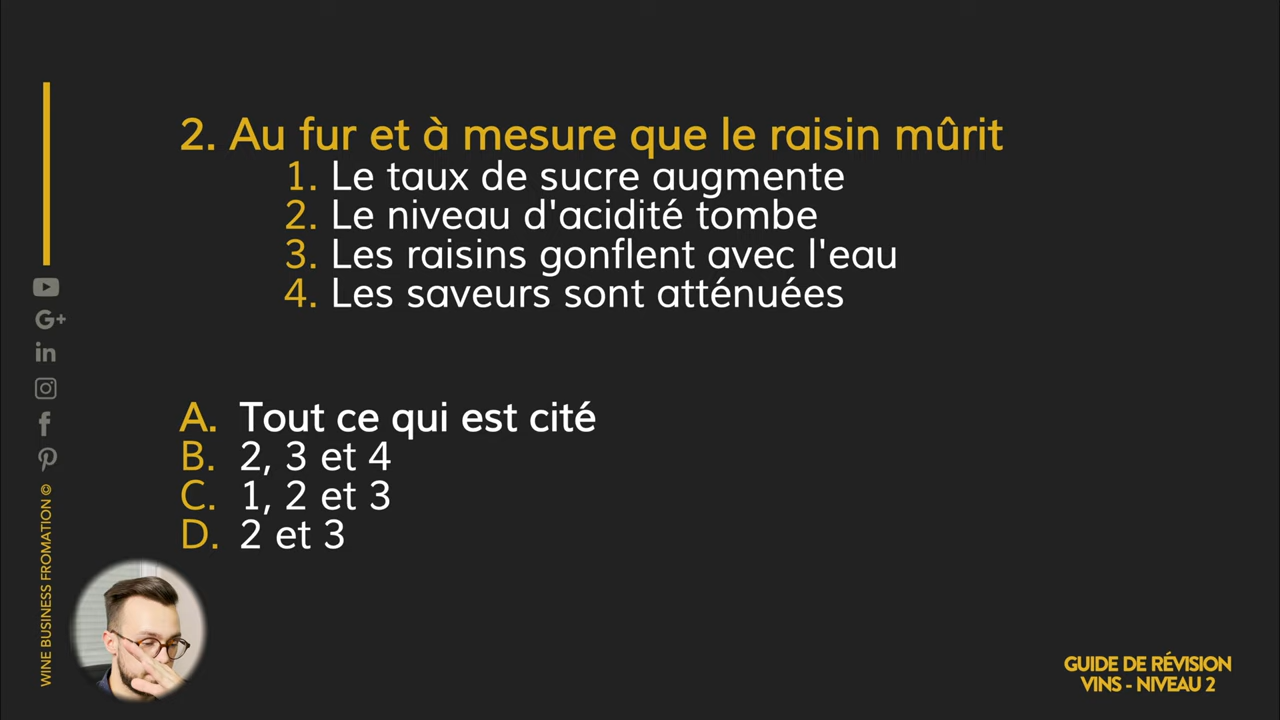 2. Au fur et à mesure que le raisin mûrit
1. Le taux de sucre augmente
2. Le niveau d'acidité tombe
3. Les raisins gonflent avec l'eau
4. Les saveurs sont atténuées
A. Tout ce qui est cité
B. 2, 3 et 4
C. 1, 2 et 3
D. 2 et 3
G+
in
f
WINE BUSINESS FROMATION ©
GUIDE DE RÉVISION
VINS - NIVEAU 2